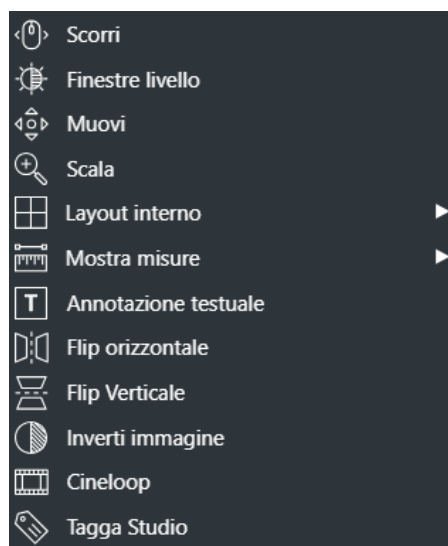 Scorri
Finestre livello
Muovi
Scala
Layout interno
Mostra misure
T Annotazione testuale
Flip orizzontale
Flip Verticale
Inverti immagine
Cineloop
Tagga Studio